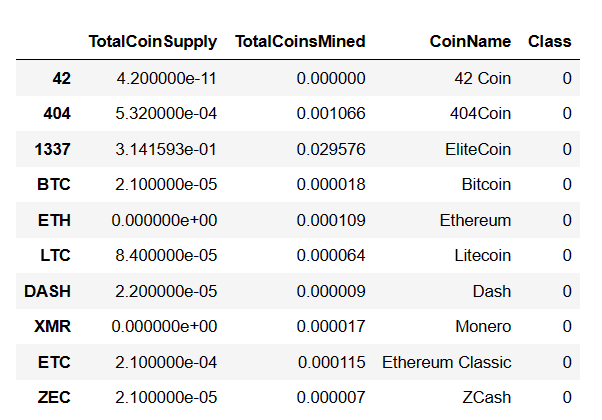 TotalCoinSupply TotalCoinsMined CoinName Class
42 4.200000e-11 0.000000 42 Coin 0
404 5.320000e-04 0.001066 404Coin 0
1337 3.141593e-01 0.029576 EliteCoin 0
BTC 2.100000e-05 0.000018 Bitcoin 0
ETH 0.000000e+00 0.000109 Ethereum 0
LTC 8.400000e-05 0.000064 Litecoin 0
DASH 2.200000e-05 0.000009 Dash 0
XMR 0.000000e+00 0.000017 Monero 0
ETC 2.100000e-04 0.000115 Ethereum Classic 0
ZEC 2.100000e-05 0.000007 ZCash 0